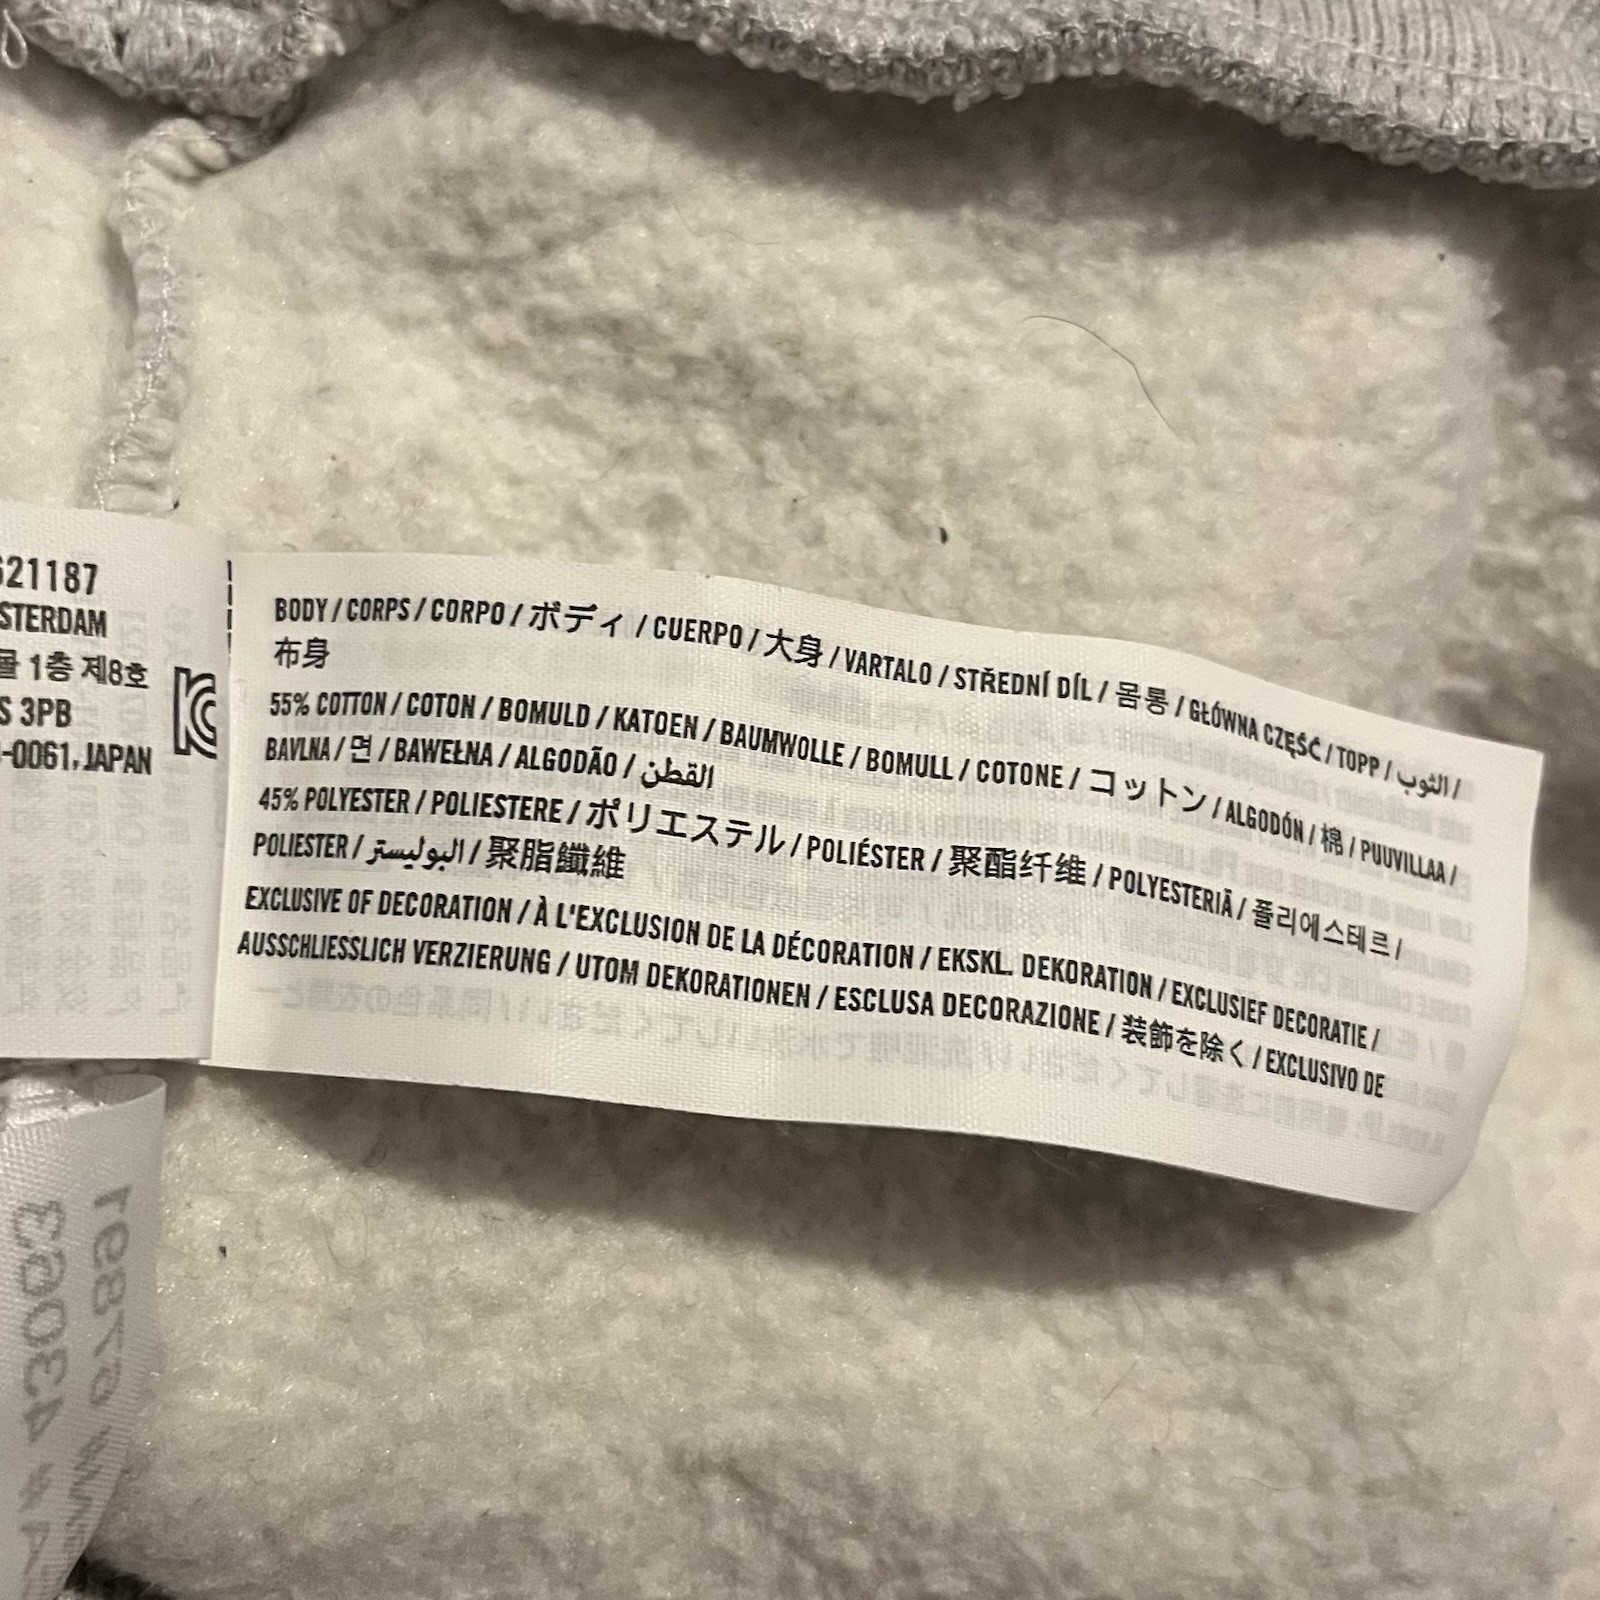 621187
STERDAM
몰 1층 제8호
S 3PB
-0061, JAPAN
BODY / CORPS / CORPO / ボディ / CUERPO / 大身 / VARTALO / STŘEDNÍ DÍL / 몸통 / GŁÓWNA CZĘŚĆ / TOPP / الثوب /
布身
55% COTTON / COTON / BOMULD / KATOEN / BAUMWOLLE / BOMULL / COTONE / コットン / ALGODÓN / 棉 / PUUVILLAA /
BAVLNA / 면 / BAWEŁNA / ALGODÃO / القطن
45% POLYESTER / POLIESTERE / ポリエステル / POLIÉSTER / 聚酯纤维 / POLYESTERIÄ / 폴리에스테르 /
POLIESTER / البوليستر / 聚脂纖維
EXCLUSIVE OF DECORATION / À L'EXCLUSION DE LA DÉCORATION / EKSKL. DEKORATION / EXCLUSIEF DECORATIE /
AUSSCHLIESSLICH VERZIERUNG / UTOM DEKORATIONEN / ESCLUSA DECORAZIONE / 装飾を除く / EXCLUSIVO DE